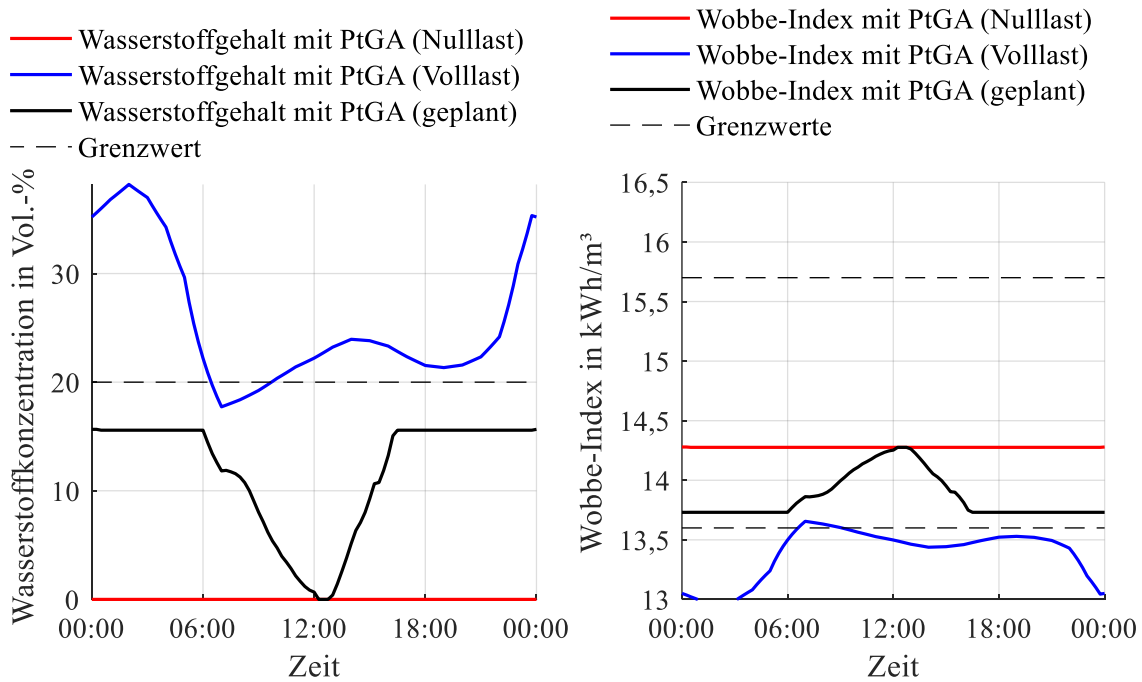 Wasserstoffgehalt mit PtGA (Nulllast)
Wasserstoffgehalt mit PtGA (Volllast)
Wasserstoffgehalt mit PtGA (geplant)
Grenzwert
Wasserstoffkonzentration in Vol.-%
30
20
10
0
00:00 06:00 12:00 18:00 00:00
Zeit
Wobbe-Index mit PtGA (Nulllast)
Wobbe-Index mit PtGA (Volllast)
Wobbe-Index mit PtGA (geplant)
Grenzwerte
Wobbe-Index in kWh/m³
16,5
16
15,5
15
14,5
14
13,5
13
00:00 06:00 12:00 18:00 00:00
Zeit